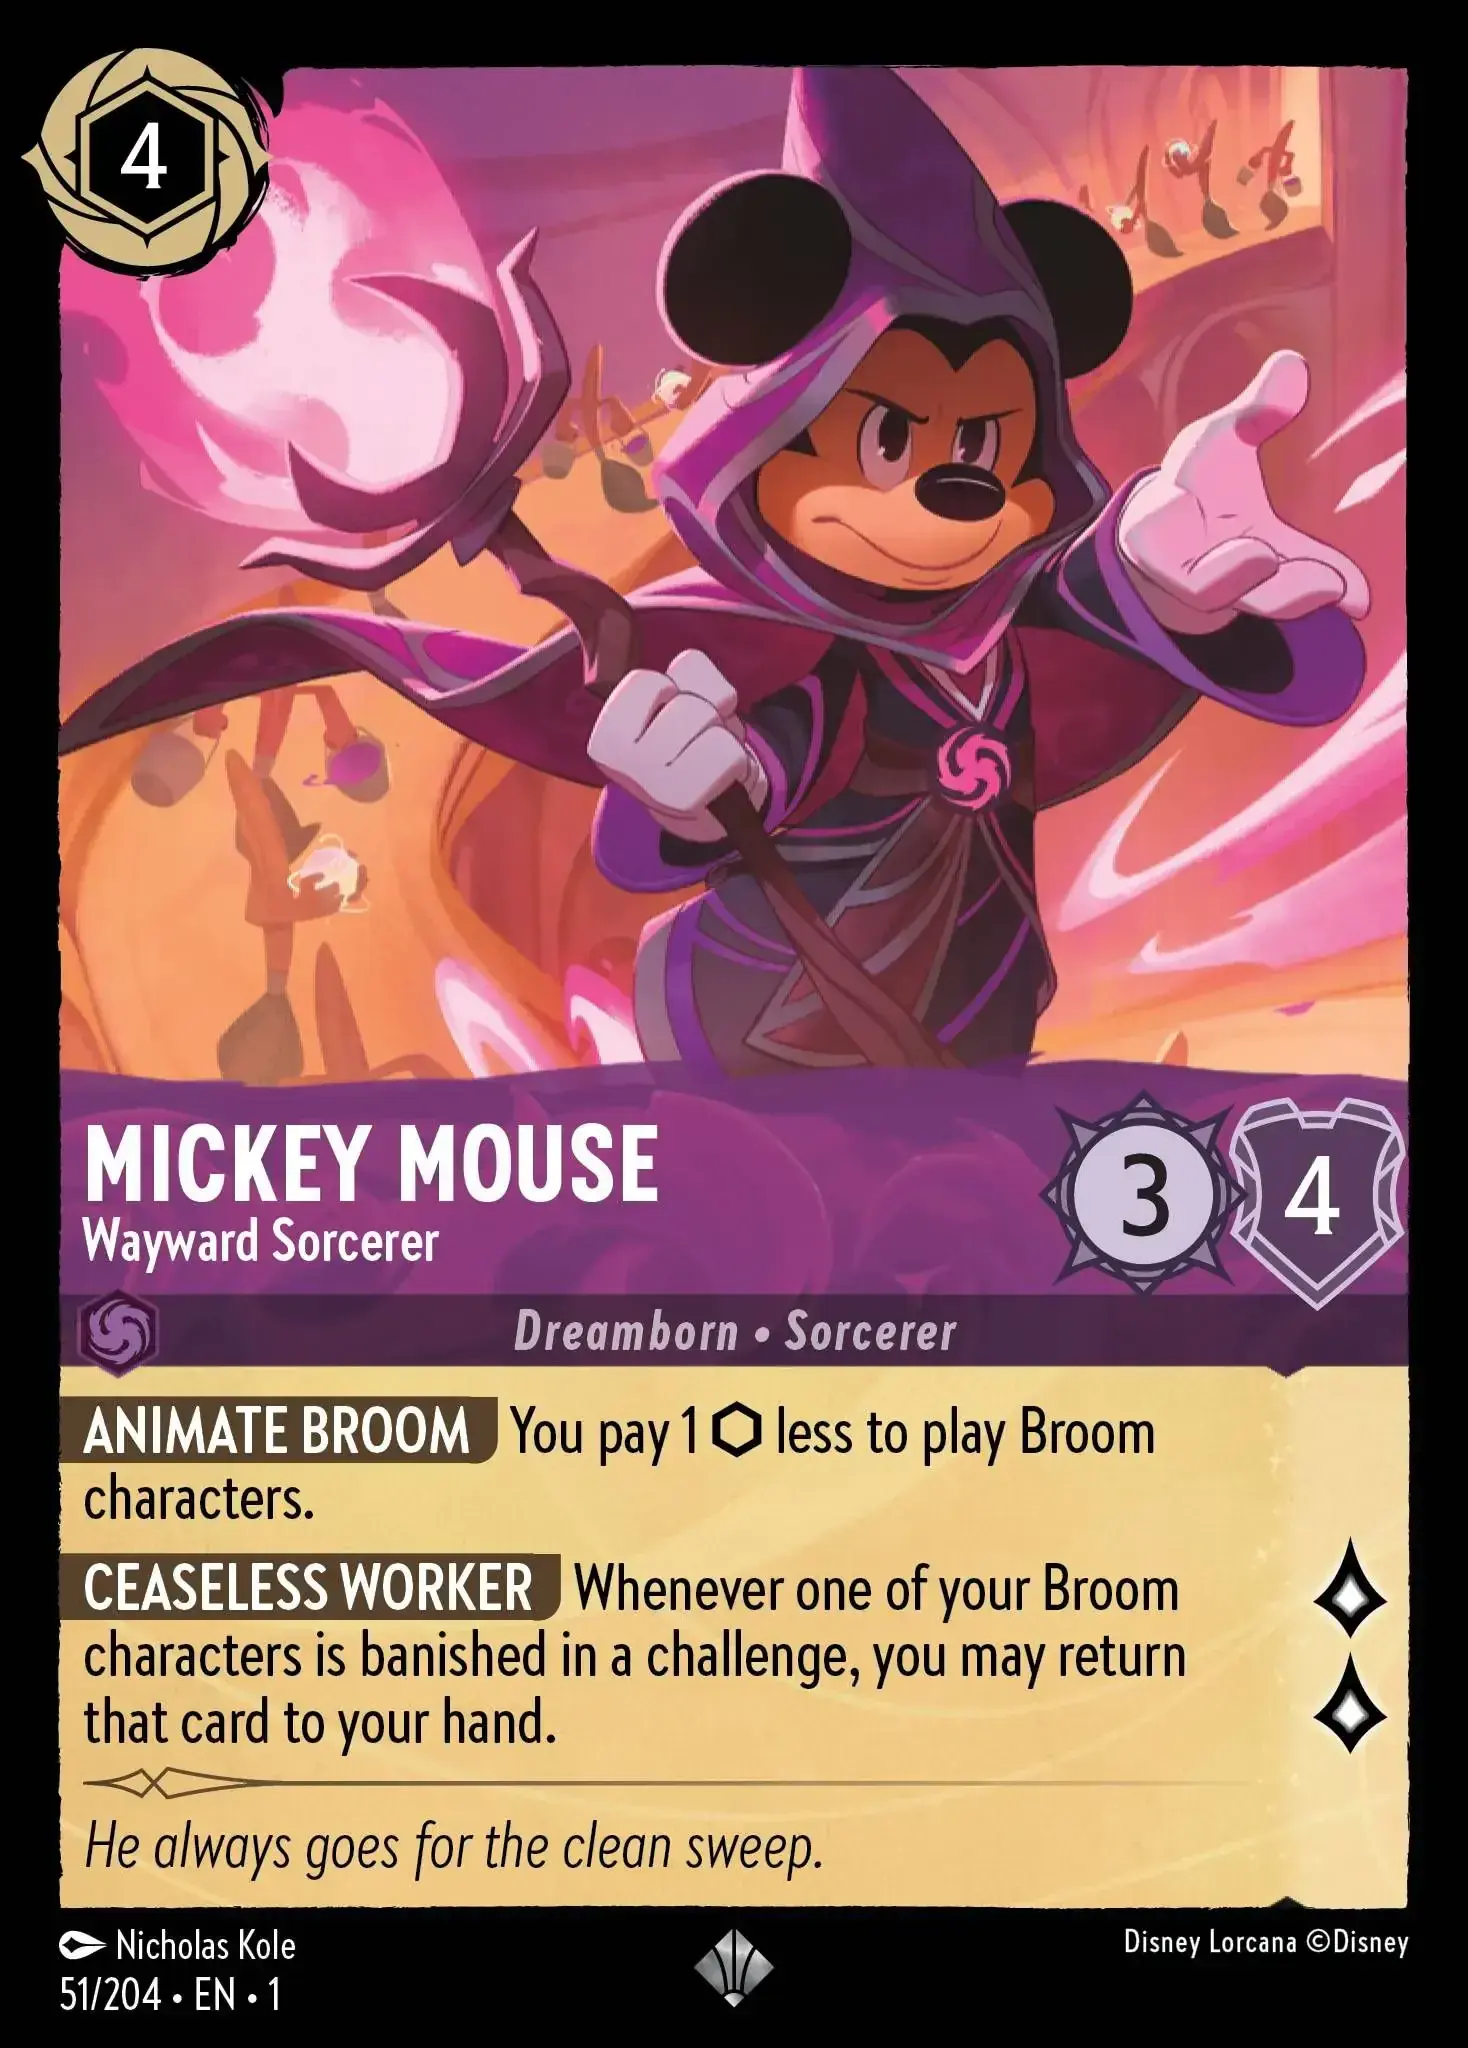 4
MICKEY MOUSE
Wayward Sorcerer
3
4
Dreamborn • Sorcerer
ANIMATE BROOM You pay 1 ⬡ less to play Broom
characters.
CEASELESS WORKER Whenever one of your Broom
characters is banished in a challenge, you may return
that card to your hand.
He always goes for the clean sweep.
Nicholas Kole
Disney Lorcana ©Disney
51/204 • EN • 1